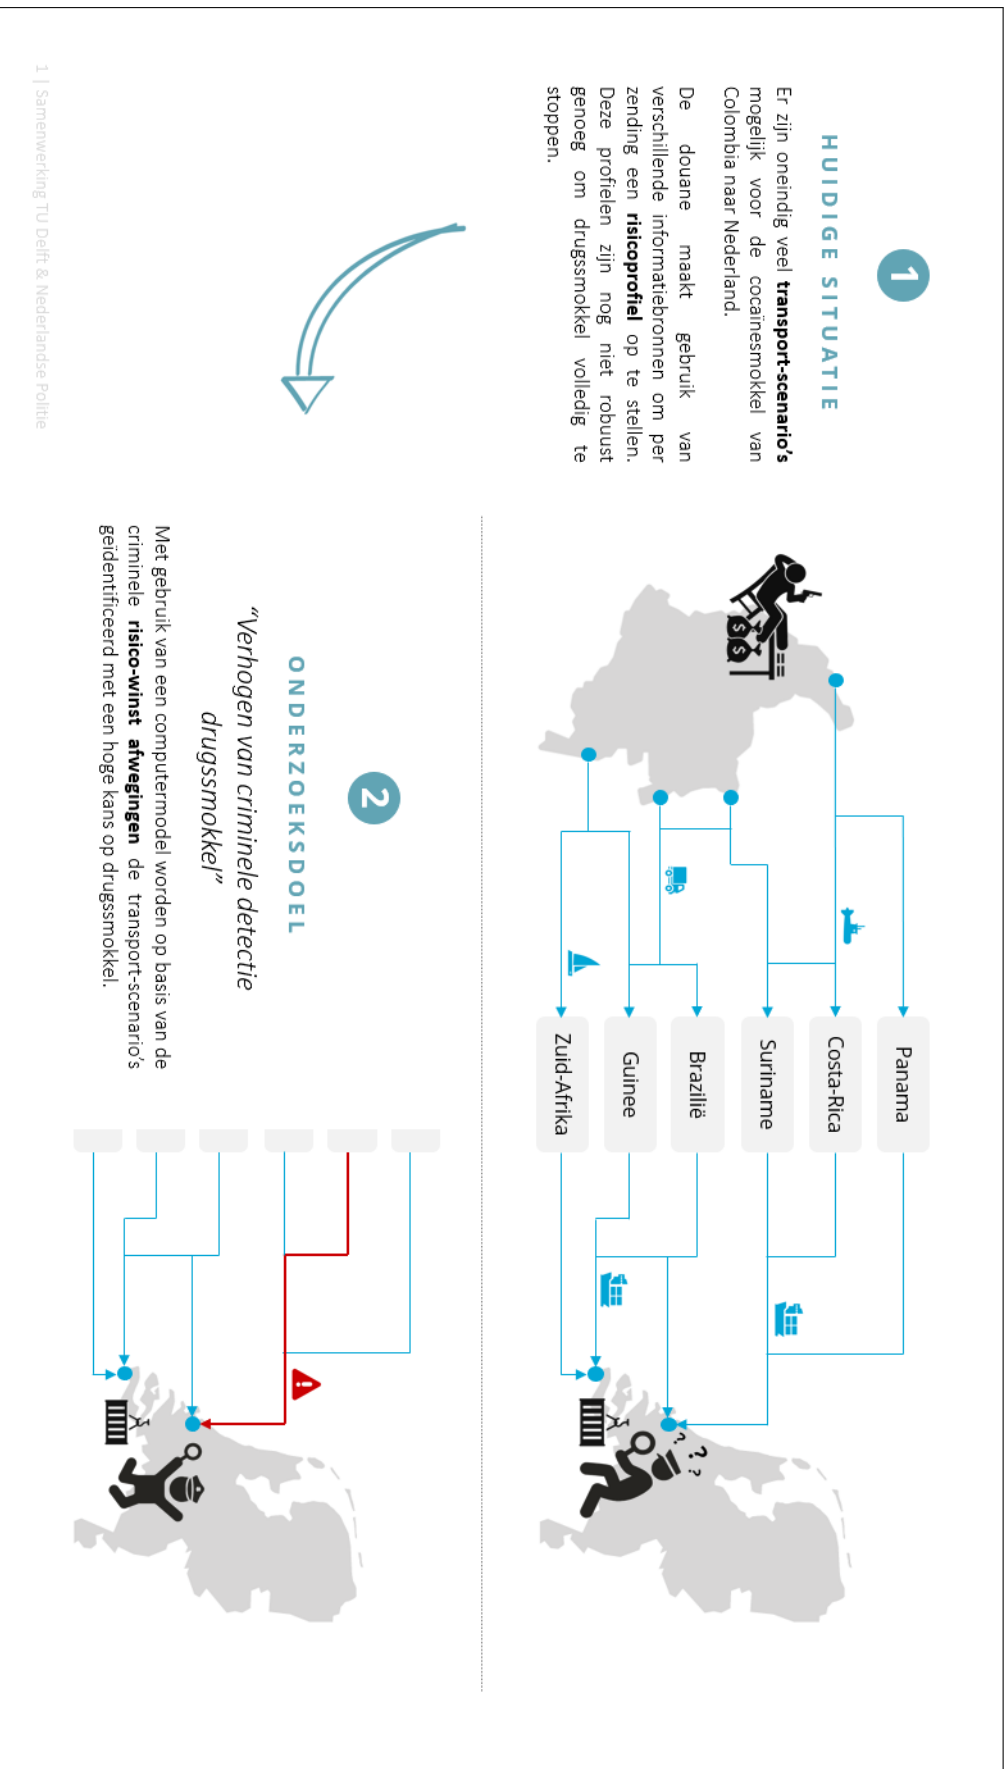 1
HUIDIGE SITUATIE
Er zijn oneindig veel transport-scenario's
mogelijk voor de cocaïnesmokkel van
Colombia naar Nederland.
De douane maakt gebruik van
verschillende informatiebronnen om per
zending een risicoprofiel op te stellen.
Deze profielen zijn nog niet robuust
genoeg om drugssmokkel volledig te
stoppen.
$
$
Panama
Costa-Rica
Suriname
Brazilië
Guinee
Zuid-Afrika
? ? ?
2
ONDERZOEKSDOEL
“Verhogen van criminele detectie
drugssmokkel”
Met gebruik van een computermodel worden op basis van de
criminele risico-winst afwegingen de transport-scenario's
geïdentificeerd met een hoge kans op drugssmokkel.
!
1 | Samenwerking TU Delft & Nederlandse Politie